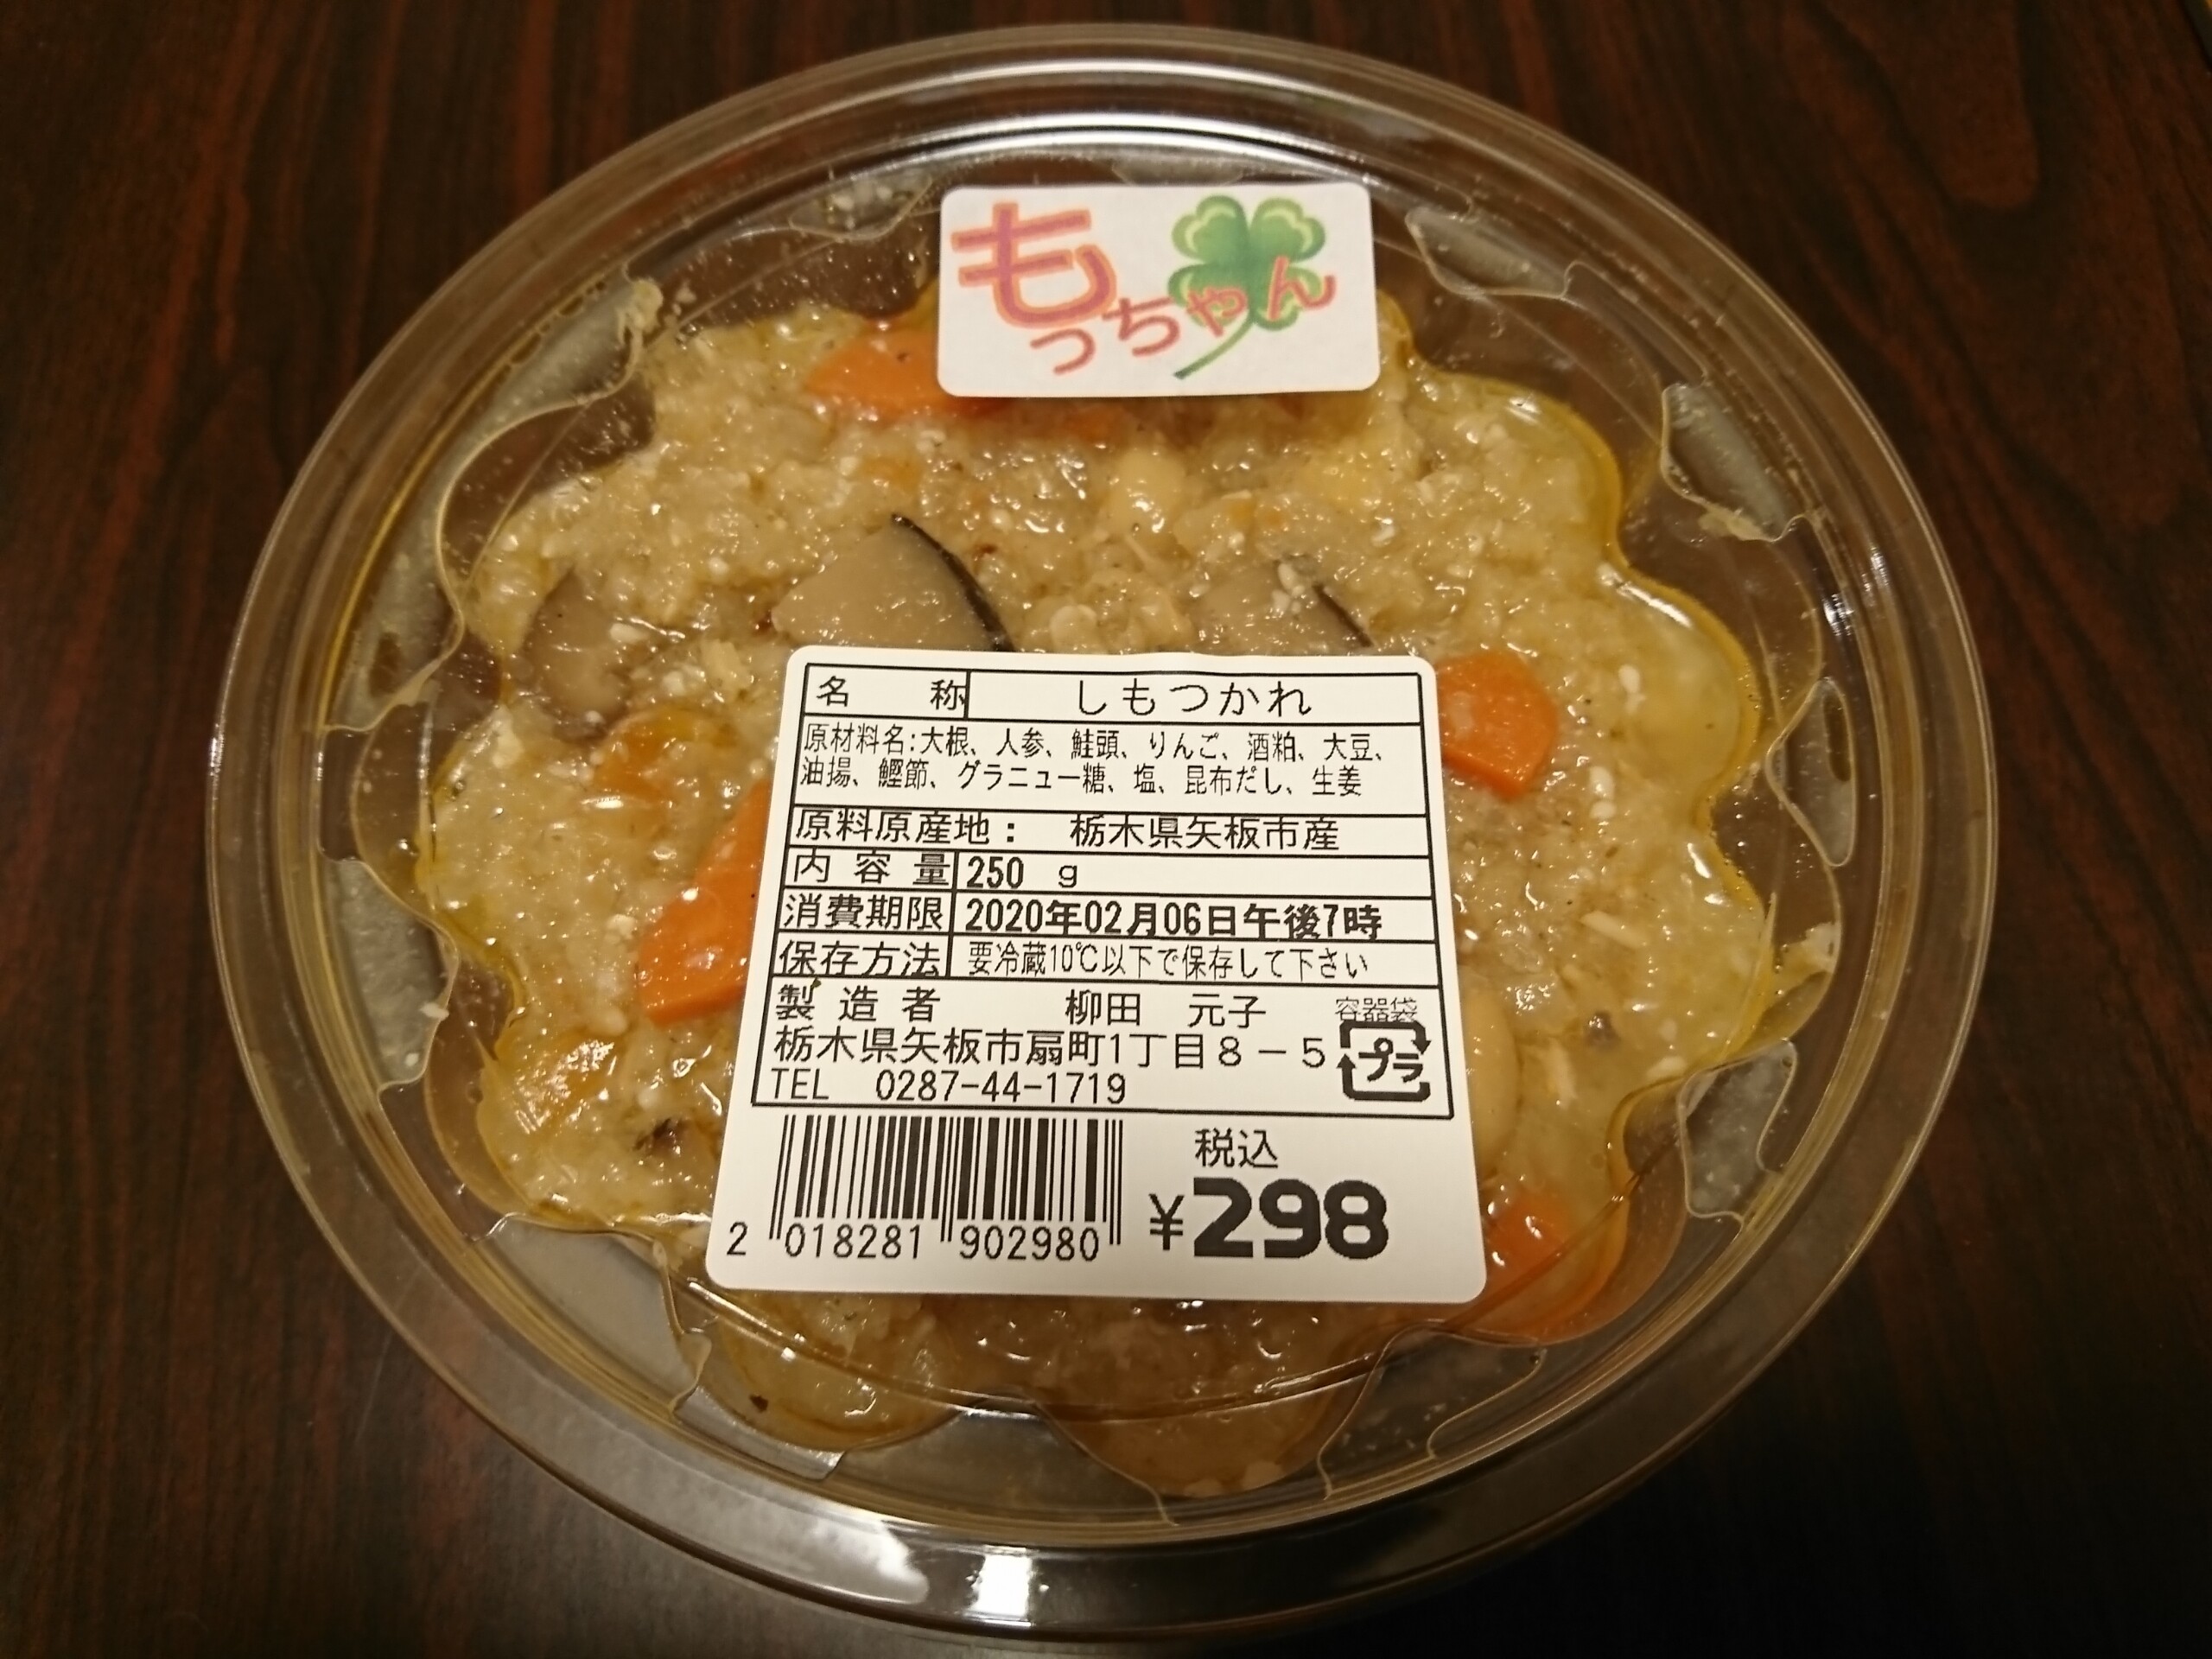 もっちゃん
名 称 しもつかれ
原材料名:大根、人参、鮭頭、りんご、酒粕、大豆、
油揚、鰹節、グラニュー糖、塩、昆布だし、生姜
原料原産地： 栃木県矢板市産
内 容 量 250 g
消費期限 2020年02月06日午後7時
保存方法 要冷蔵10℃以下で保存して下さい
製 造 者 柳田 元子 容器袋
栃木県矢板市扇町1丁目8－5 プラ
TEL 0287-44-1719
税込
¥298
2 018281 902980